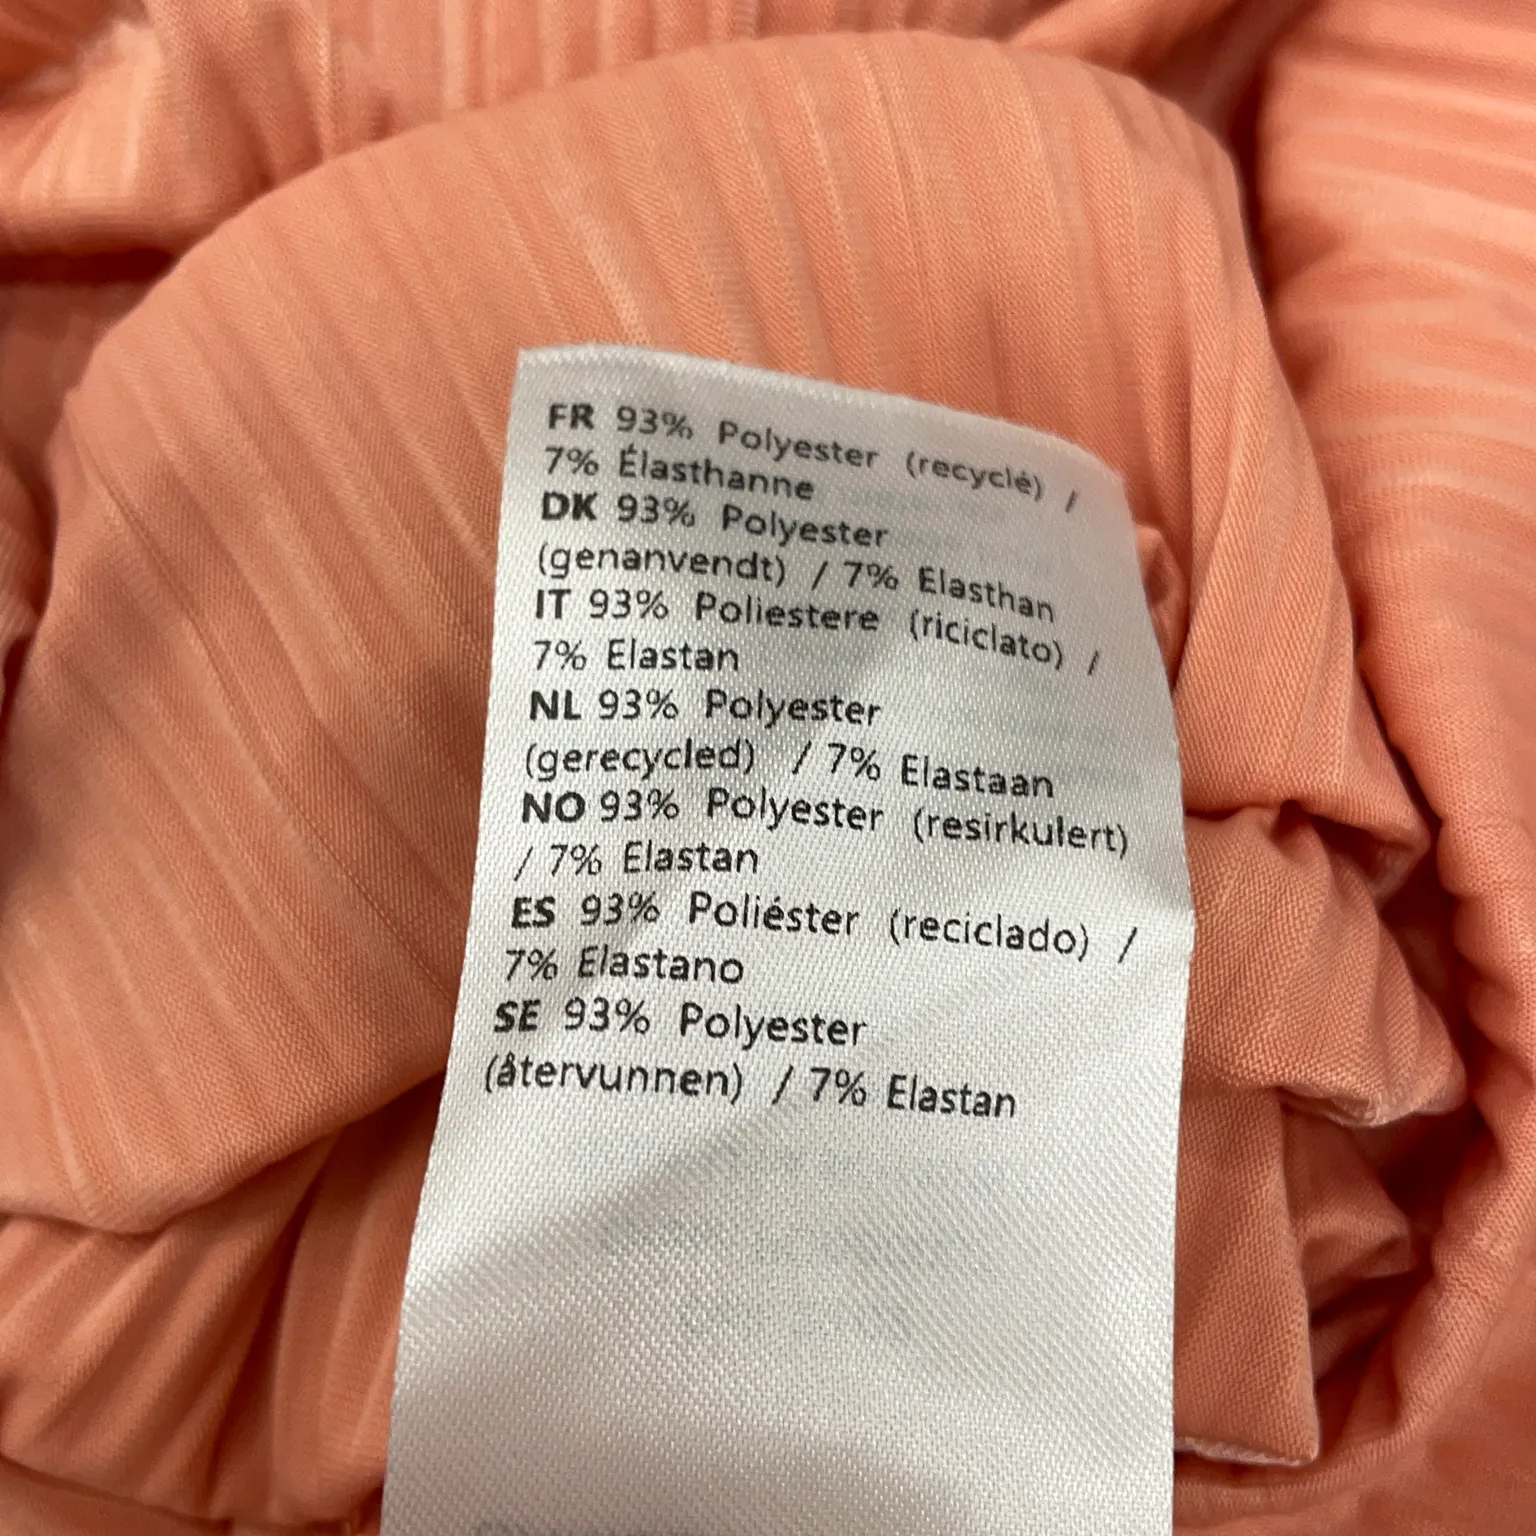 FR 93% Polyester (recyclé) /
7% Élasthanne
DK 93% Polyester
(genanvendt) / 7% Elasthan
IT 93% Poliestere (riciclato) /
7% Elastan
NL 93% Polyester
(gerecycled) / 7% Elastaan
NO 93% Polyester (resirkulert)
/ 7% Elastan
ES 93% Poliéster (reciclado) /
7% Elastano
SE 93% Polyester
(återvunnen) / 7% Elastan